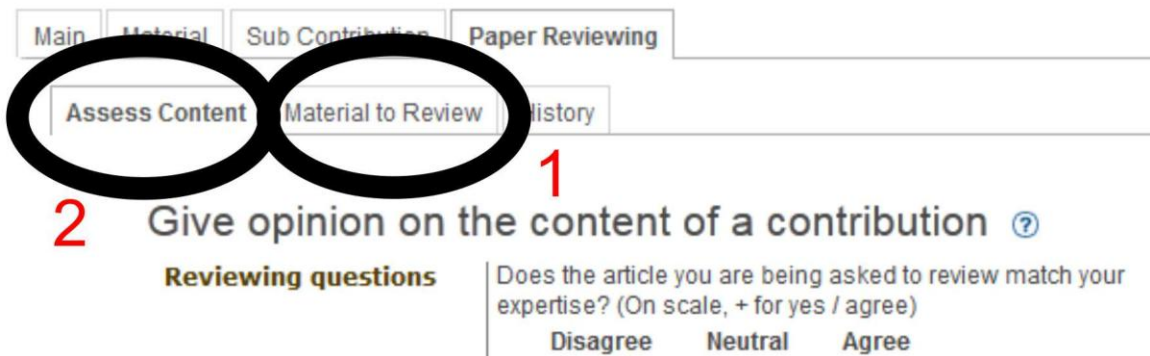 Main Material Sub Contribution Paper Reviewing
Assess Content Material to Review History
1
2 Give opinion on the content of a contribution ?
Reviewing questions Does the article you are being asked to review match your
expertise? (On scale, + for yes / agree)
Disagree Neutral Agree